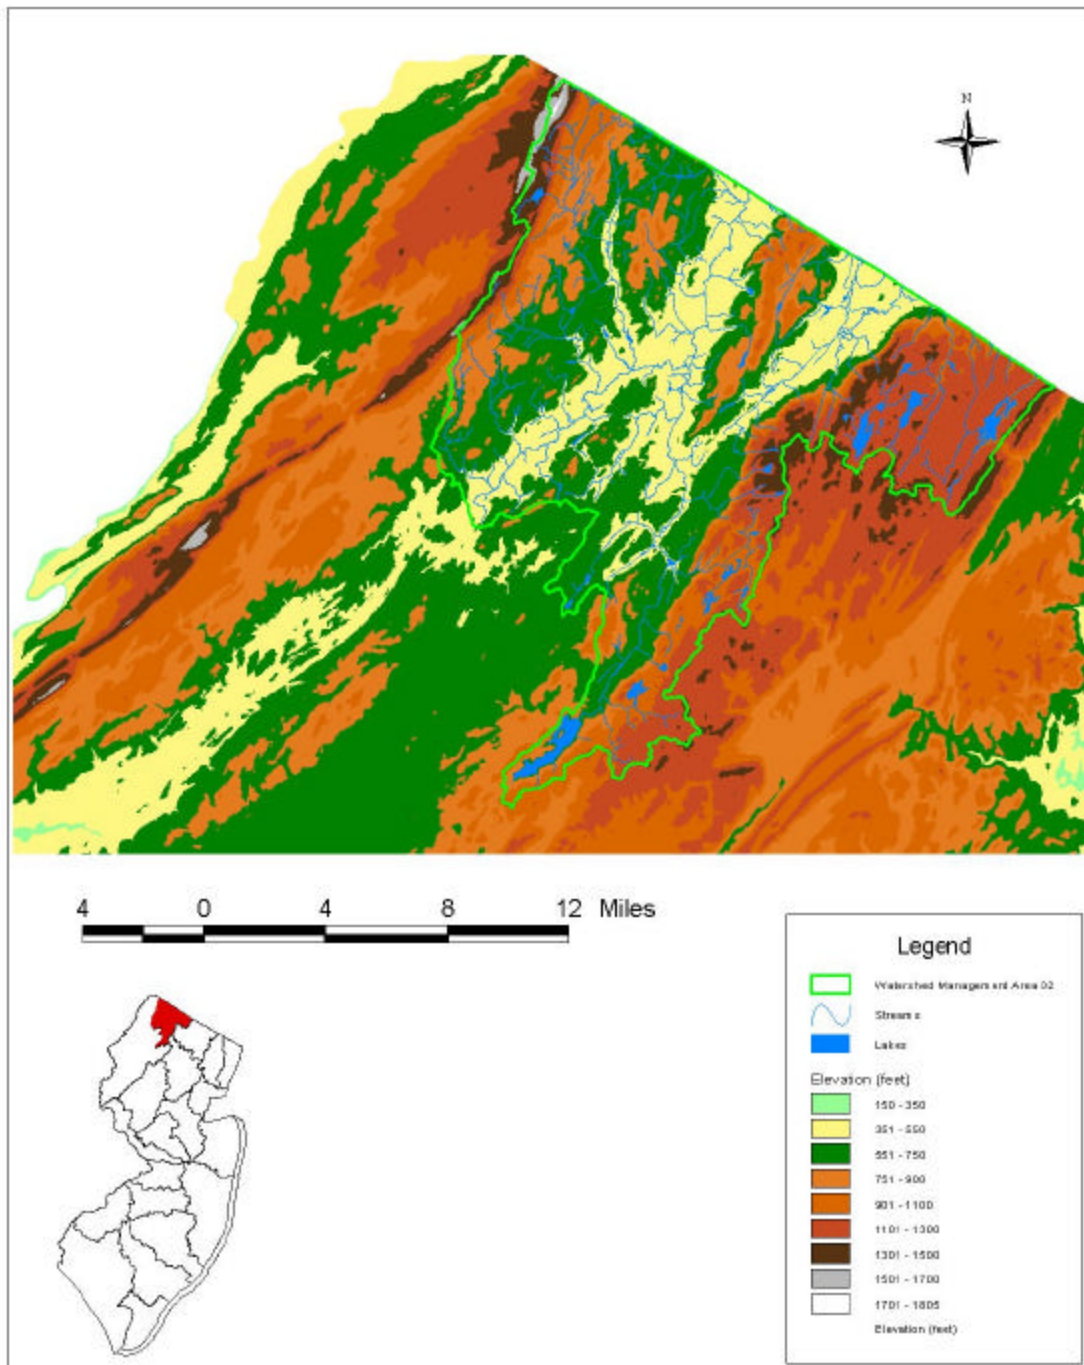 N
4 0 4 8 12 Miles
Legend
Watershed Management Area 02
Streams
Lakes
Elevation (feet)
150 - 350
351 - 550
551 - 750
751 - 900
901 - 1100
1101 - 1300
1301 - 1500
1501 - 1700
1701 - 1805
Elevation (feet)